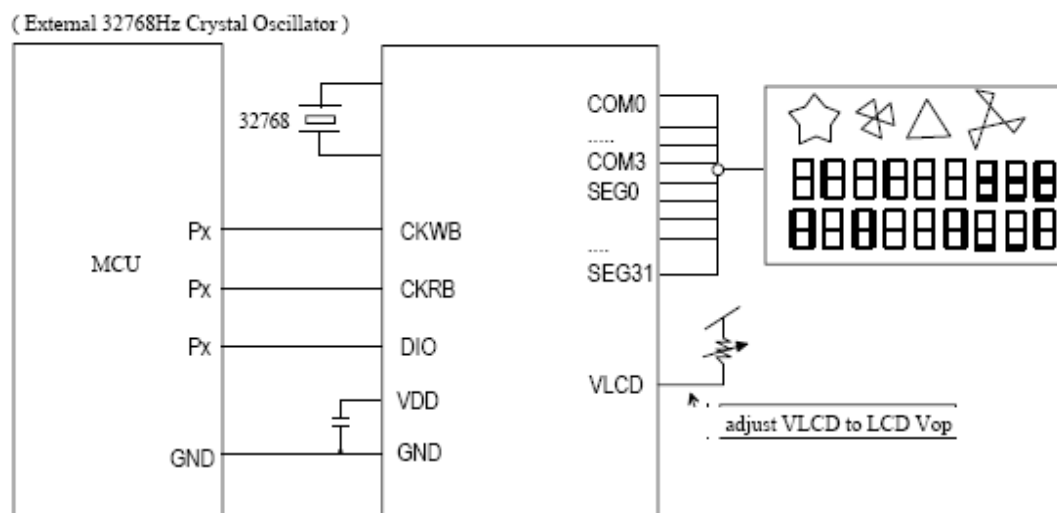 ( External 32768Hz Crystal Oscillator )
32768
MCU
Px
Px
Px
GND
CKWB
CKRB
DIO
VDD
GND
COM0
.....
COM3
SEG0
....
SEG31
VLCD
adjust VLCD to LCD Vop